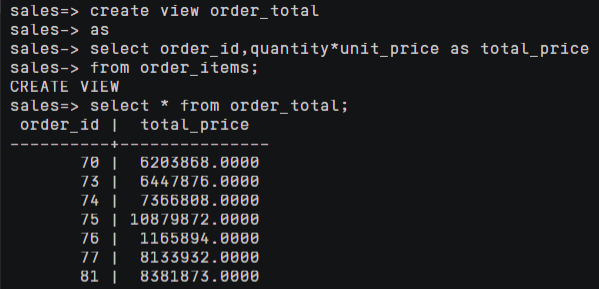 sales=> create view order_total
sales-> as
sales-> select order_id,quantity*unit_price as total_price
sales-> from order_items;
CREATE VIEW
sales=> select * from order_total;
 order_id |  total_price
----------+---------------
       70 |  6203868.0000
       73 |  6447876.0000
       74 |  7366808.0000
       75 | 10879872.0000
       76 |  1165894.0000
       77 |  8133932.0000
       81 |  8381873.0000